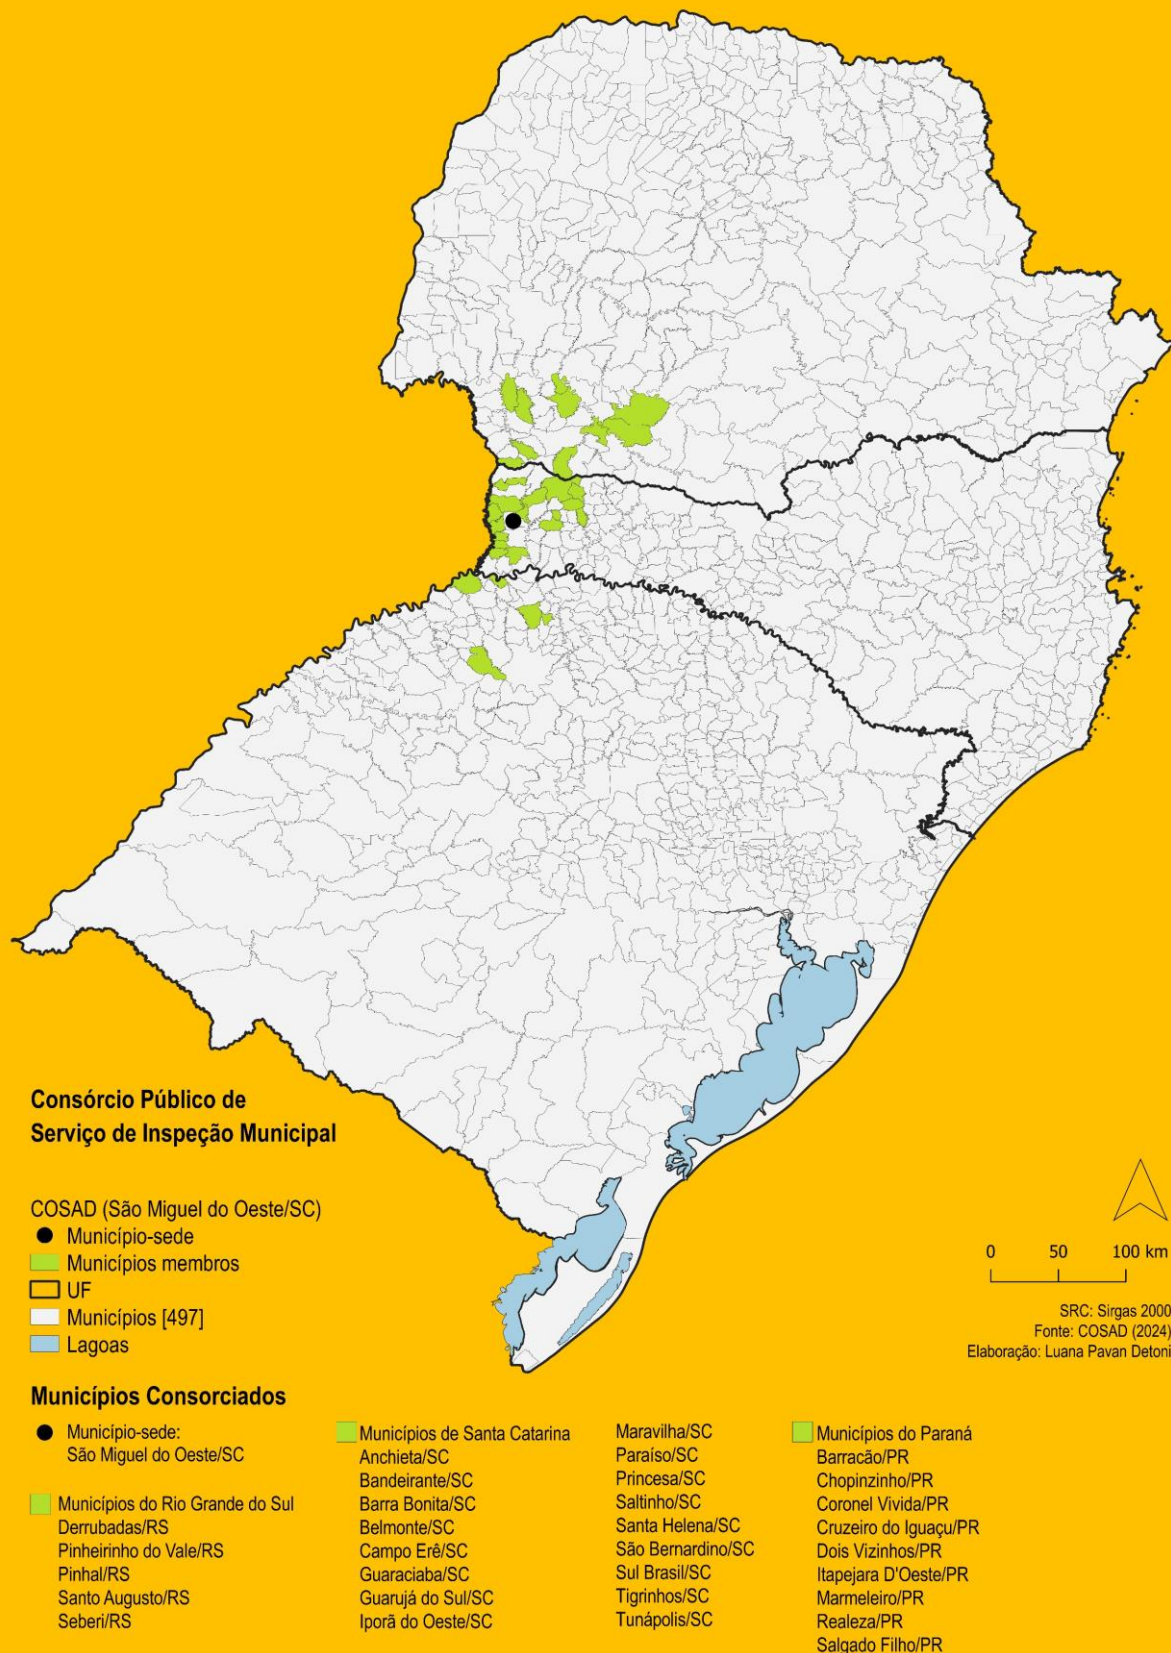 Consórcio Público de
Serviço de Inspeção Municipal
COSAD (São Miguel do Oeste/SC)
Município-sede
Municípios membros
UF
Municípios [497]
Lagoas
0 50 100 km
SRC: Sirgas 2000
Fonte: COSAD (2024)
Elaboração: Luana Pavan Detoni
Municípios Consorciados
Município-sede:
São Miguel do Oeste/SC
Municípios do Rio Grande do Sul
Derrubadas/RS
Pinheirinho do Vale/RS
Pinhal/RS
Santo Augusto/RS
Seberi/RS
Municípios de Santa Catarina
Anchieta/SC
Bandeirante/SC
Barra Bonita/SC
Belmonte/SC
Campo Erê/SC
Guaraciaba/SC
Guarujá do Sul/SC
Iporã do Oeste/SC
Maravilha/SC
Paraíso/SC
Princesa/SC
Saltinho/SC
Santa Helena/SC
São Bernardino/SC
Sul Brasil/SC
Tigrinhos/SC
Tunápolis/SC
Municípios do Paraná
Barracão/PR
Chopinzinho/PR
Coronel Vivida/PR
Cruzeiro do Iguaçu/PR
Dois Vizinhos/PR
Itapejara D'Oeste/PR
Marmeleiro/PR
Realeza/PR
Salgado Filho/PR